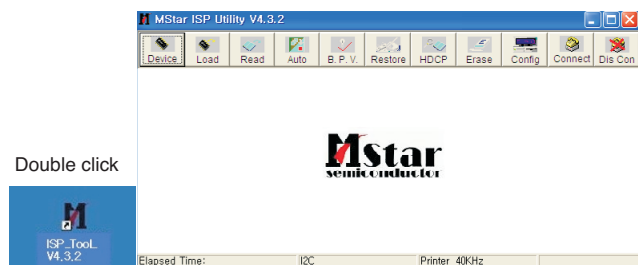 MStar ISP Utility V4.3.2
Device Load Read Auto B. P. V. Restore HDCP Erase Config Connect Dis Con
MStar
semiconductor
Double click
ISP_TooL
V4.3.2
Elapsed Time: I2C Printer 40KHz